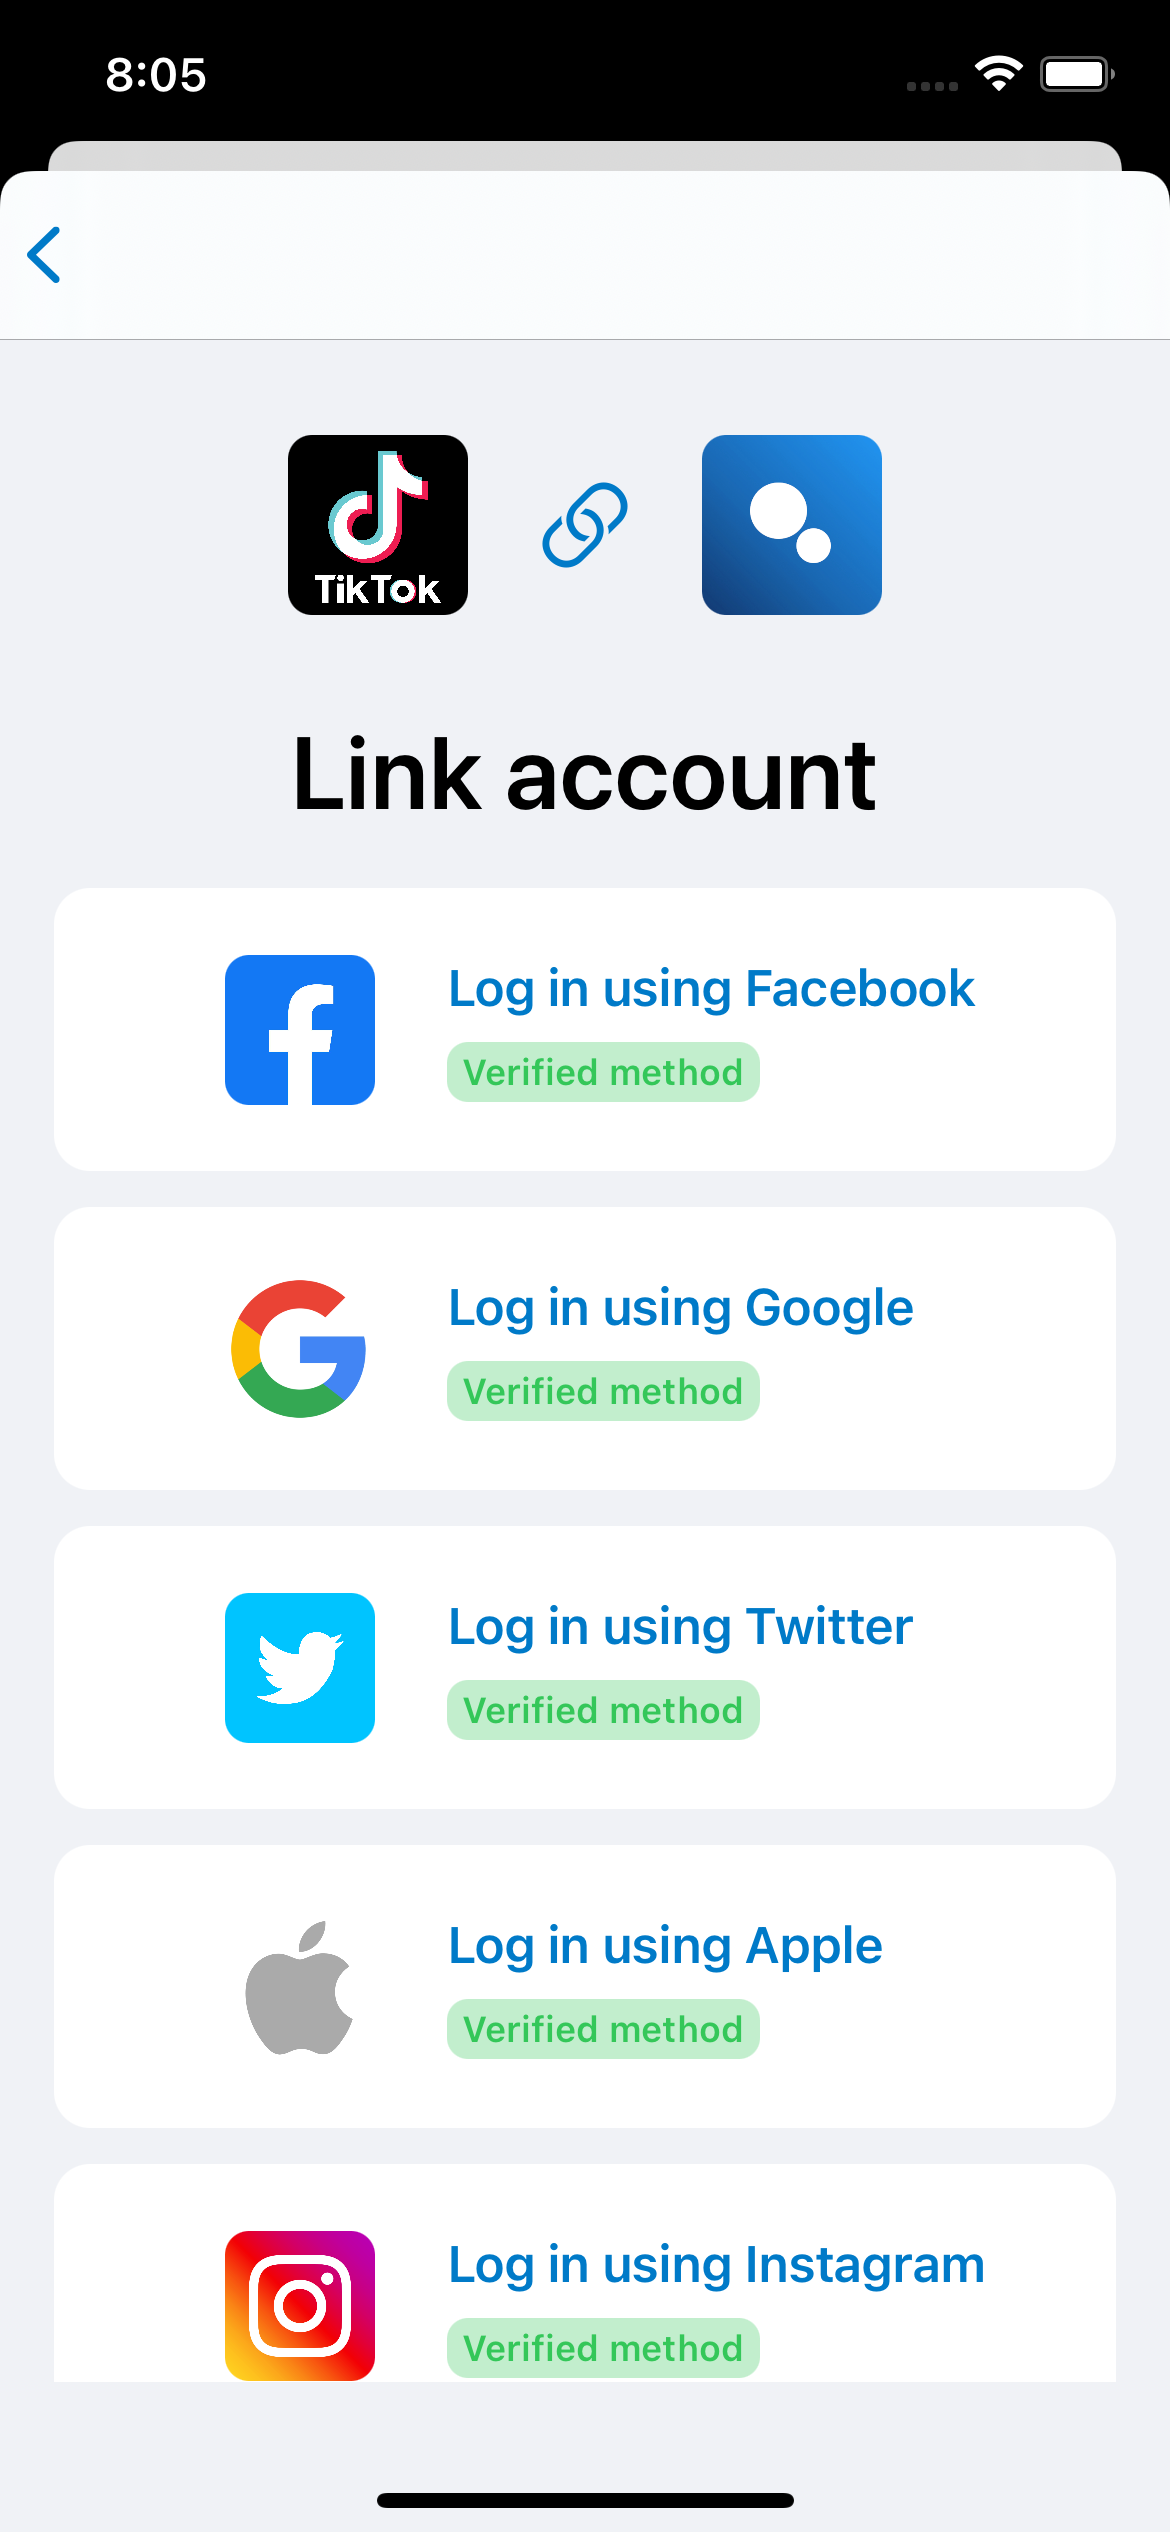 8:05
TikTok
Link account
Log in using Facebook
Verified method
Log in using Google
Verified method
Log in using Twitter
Verified method
Log in using Apple
Verified method
Log in using Instagram
Verified method